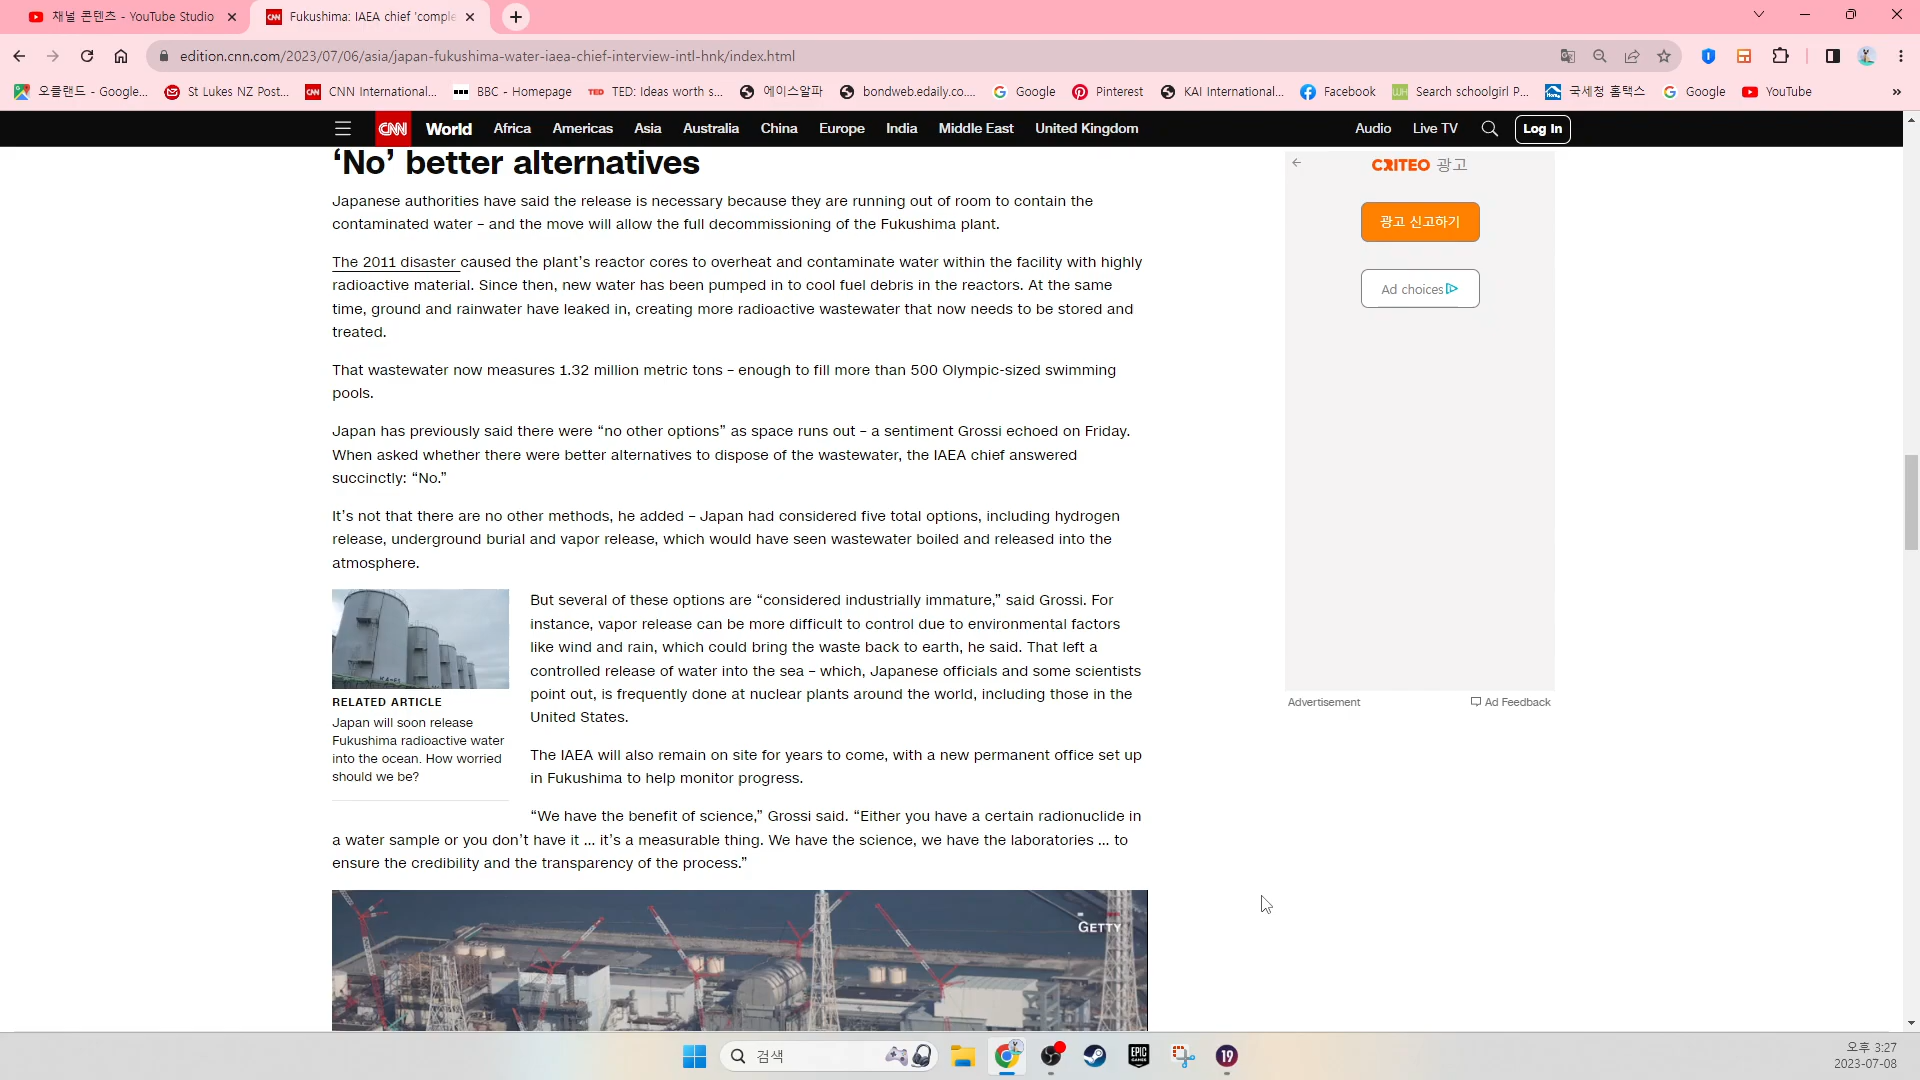 채널 콘텐츠 - YouTube Studio
CNN Fukushima: IAEA chief 'comple
edition.cnn.com/2023/07/06/asia/japan-fukushima-water-iaea-chief-interview-intl-hnk/index.html
오클랜드 - Google...
St Lukes NZ Post...
CNN CNN International...
BBC - Homepage
TED TED: Ideas worth s...
에이스알파
bondweb.edaily.co....
Google
Pinterest
KAI International...
Facebook
WH Search schoolgirl P...
국세청 홈택스
Google
YouTube
»
CNN World Africa Americas Asia Australia China Europe India Middle East United Kingdom Audio Live TV Log In
‘No’ better alternatives
Japanese authorities have said the release is necessary because they are running out of room to contain the
contaminated water – and the move will allow the full decommissioning of the Fukushima plant.
The 2011 disaster caused the plant’s reactor cores to overheat and contaminate water within the facility with highly
radioactive material. Since then, new water has been pumped in to cool fuel debris in the reactors. At the same
time, ground and rainwater have leaked in, creating more radioactive wastewater that now needs to be stored and
treated.
That wastewater now measures 1.32 million metric tons – enough to fill more than 500 Olympic-sized swimming
pools.
Japan has previously said there were “no other options” as space runs out – a sentiment Grossi echoed on Friday.
When asked whether there were better alternatives to dispose of the wastewater, the IAEA chief answered
succinctly: “No.”
It’s not that there are no other methods, he added – Japan had considered five total options, including hydrogen
release, underground burial and vapor release, which would have seen wastewater boiled and released into the
atmosphere.
RELATED ARTICLE
Japan will soon release
Fukushima radioactive water
into the ocean. How worried
should we be?
But several of these options are “considered industrially immature,” said Grossi. For
instance, vapor release can be more difficult to control due to environmental factors
like wind and rain, which could bring the waste back to earth, he said. That left a
controlled release of water into the sea – which, Japanese officials and some scientists
point out, is frequently done at nuclear plants around the world, including those in the
United States.
The IAEA will also remain on site for years to come, with a new permanent office set up
in Fukushima to help monitor progress.
“We have the benefit of science,” Grossi said. “Either you have a certain radionuclide in
a water sample or you don’t have it … it’s a measurable thing. We have the science, we have the laboratories … to
ensure the credibility and the transparency of the process.”
GETTY
CRITEO 광고
광고 신고하기
Ad choices
Advertisement
Ad Feedback
검색
EPIC GAMES
19
오후 3:27
2023-07-08